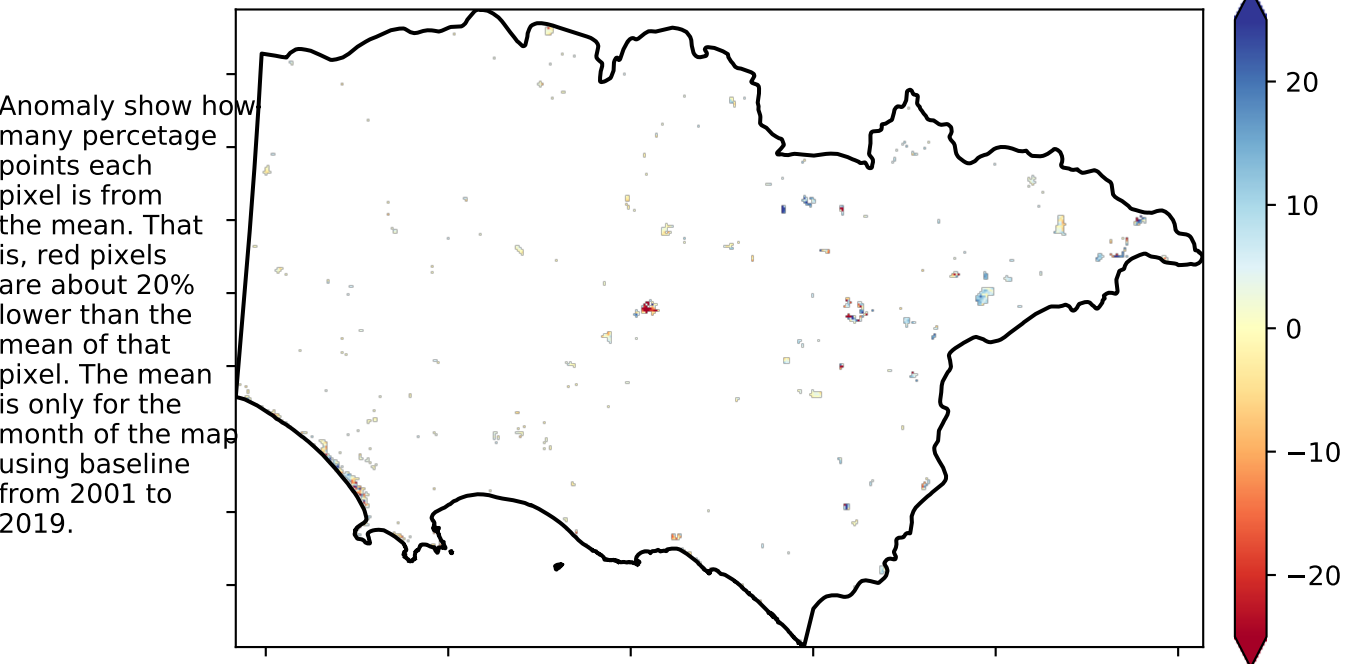 Anomaly show how
many percetage
points each
pixel is from
the mean. That
is, red pixels
are about 20%
lower than the
mean of that
pixel. The mean
is only for the
month of the map
using baseline
from 2001 to
2019.
20
10
0
−10
−20